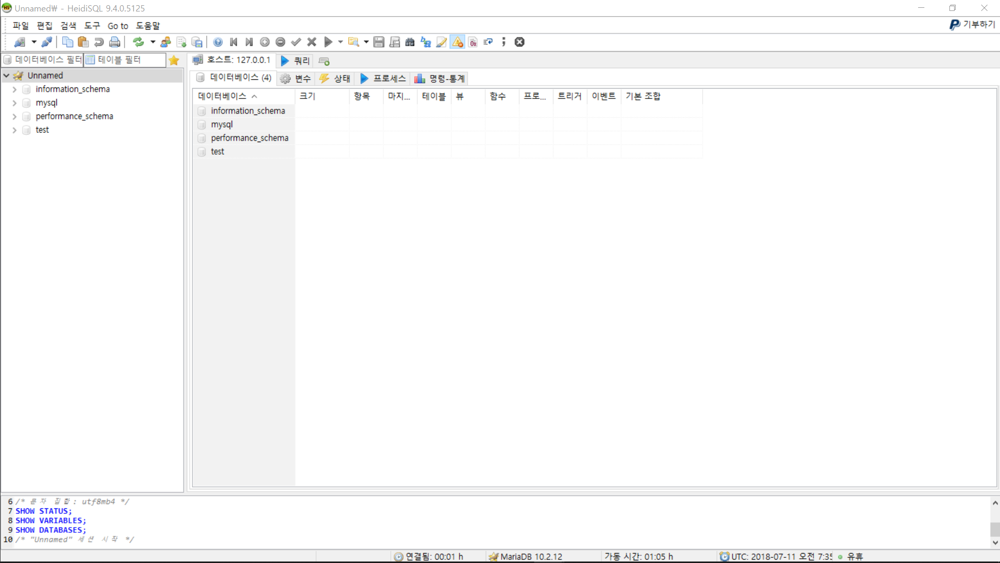 Unnamed₩ - HeidiSQL 9.4.0.5125
파일 편집 검색 도구 Go to 도움말
기부하기
데이터베이스 필터 테이블 필터
호스트: 127.0.0.1 쿼리
데이터베이스 (4) 변수 상태 프로세스 명령-통계
Unnamed
information_schema
mysql
performance_schema
test
데이터베이스 크기 항목 마지... 테이블 뷰 함수 프로... 트리거 이벤트 기본 조합
information_schema
mysql
performance_schema
test
6 /* 문자 집합: utf8mb4 */
7 SHOW STATUS;
8 SHOW VARIABLES;
9 SHOW DATABASES;
10 /* "Unnamed" 세션 시작 */
연결됨: 00:01 h MariaDB 10.2.12 가동 시간: 01:05 h UTC: 2018-07-11 오전 7:35 유휴